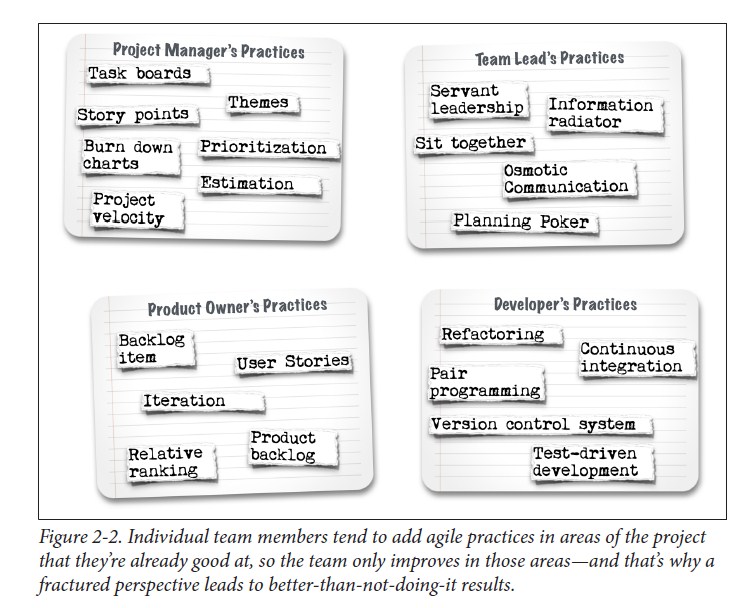 Project Manager's Practices
Task boards
Themes
Story points
Burn down
charts
Prioritization
Estimation
Project
velocity
Team Lead's Practices
Servant
leadership
Information
radiator
Sit together
Osmotic
Communication
Planning Poker
Product Owner's Practices
Backlog
item
User Stories
Iteration
Product
backlog
Relative
ranking
Developer's Practices
Refactoring
Continuous
integration
Pair
programming
Version control system
Test-driven
development
Figure 2-2. Individual team members tend to add agile practices in areas of the project
that they're already good at, so the team only improves in those areas—and that's why a
fractured perspective leads to better-than-not-doing-it results.